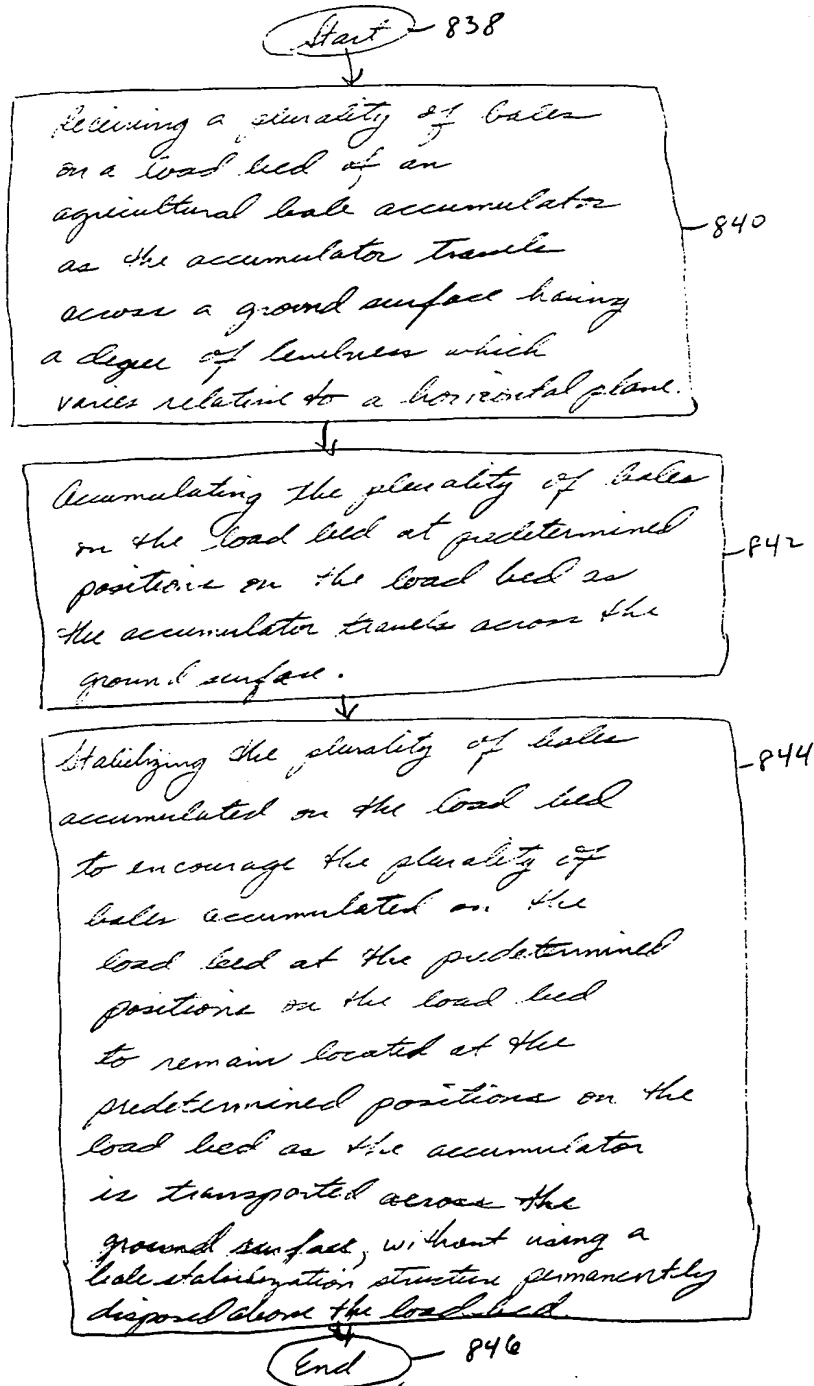 Start 838
Receiving a plurality of bales
on a load bed of an
agricultural bale accumulator
as the accumulator travels
across a ground surface having
840
a degree of levelness which
varies relative to a horizontal plane.
Accumulating the plurality of bales
on the load bed at predetermined
842
positions on the load bed as
the accumulator travels across the
ground surface.
Stabilizing the plurality of bales
844
accumulated on the load bed
to encourage the plurality of
bales accumulated on the
load bed at the predetermined
positions on the load bed
to remain located at the
predetermined positions on the
load bed as the accumulator
is transported across the
ground surface, without using a
bale stabilization structure permanently
disposed above the load bed.
End 846